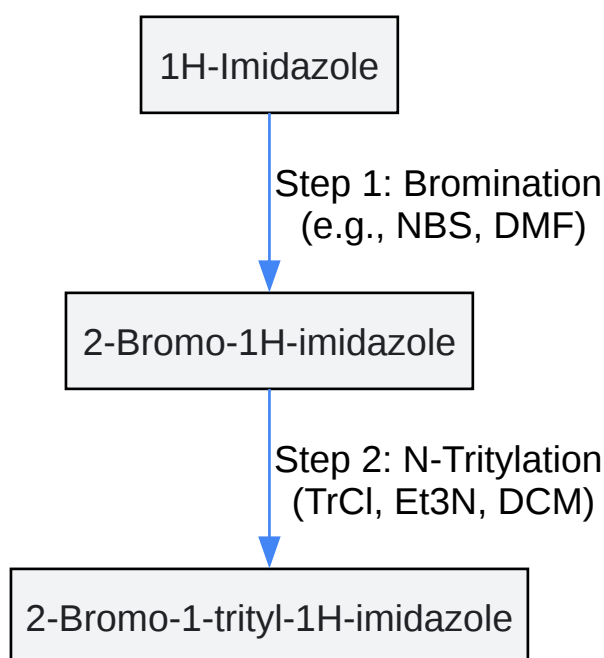 1H-Imidazole
Step 1: Bromination
(e.g., NBS, DMF)
2-Bromo-1H-imidazole
Step 2: N-Tritylation
(TrCl, Et3N, DCM)
2-Bromo-1-trityl-1H-imidazole